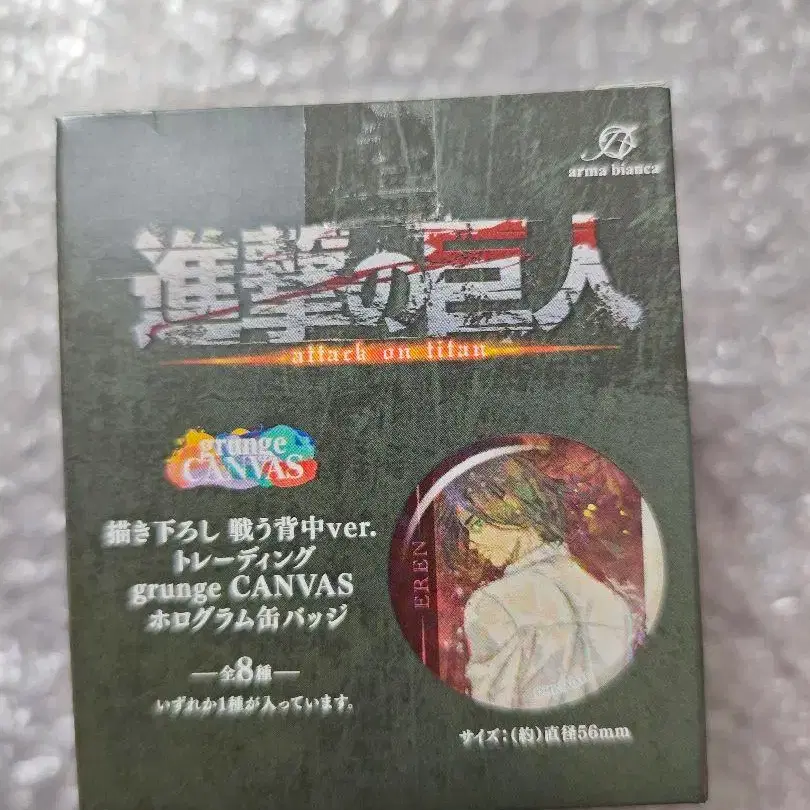 arma bianca
進撃の巨人
attack on titan
grunge
CANVAS
描き下ろし 戦う背中ver.
トレーディング
grunge CANVAS
ホログラム缶バッジ
―全8種―
いずれか1種が入っています。
EREN
サイズ:(約)直径56mm